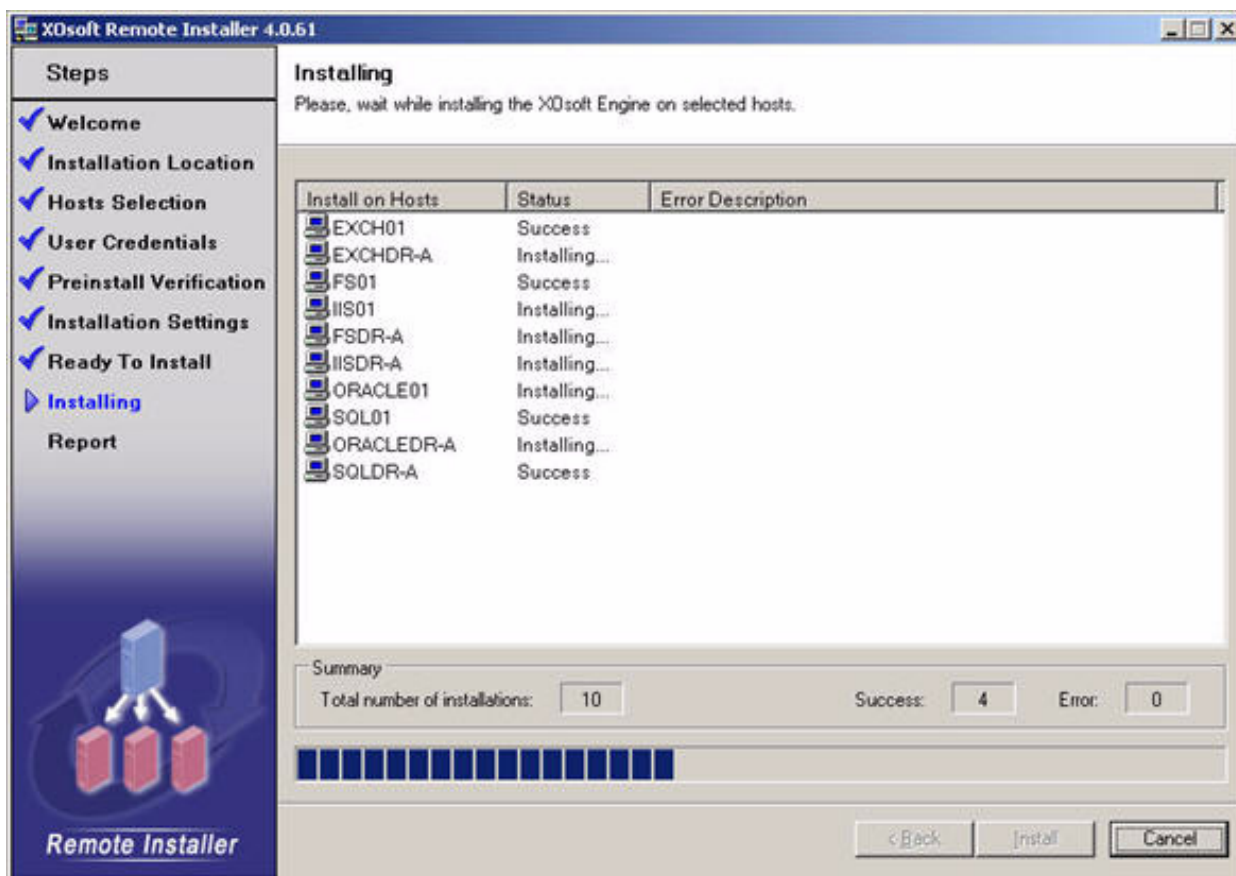 XOsoft Remote Installer 4.0.61
Steps
Welcome
Installation Location
Hosts Selection
User Credentials
Preinstall Verification
Installation Settings
Ready To Install
Installing
Report
Remote Installer
Installing
Please, wait while installing the XOsoft Engine on selected hosts.
Install on Hosts Status Error Description
EXCH01 Success
EXCHDR-A Installing...
FS01 Success
IIS01 Installing...
FSDR-A Installing...
IISDR-A Installing...
ORACLE01 Installing...
SQL01 Success
ORACLEDR-A Installing...
SQLDR-A Success
Summary
Total number of installations: 10 Success: 4 Error: 0
< Back Install Cancel